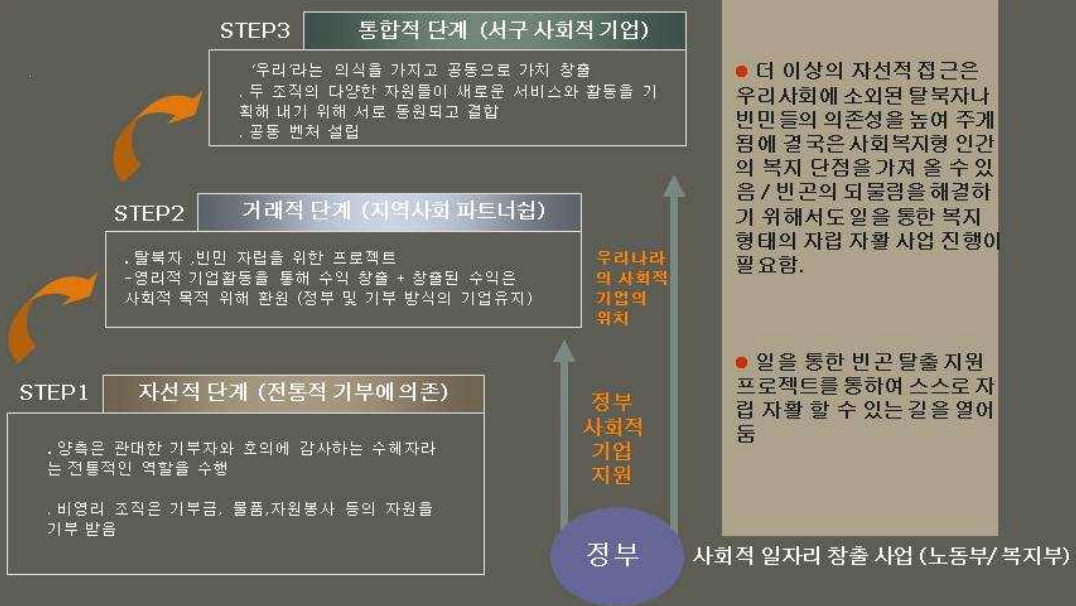 STEP3
통합적 단계 (서구 사회적 기업)
'우리'라는 의식을 가지고 공동으로 가치 창출
. 두 조직의 다양한 자원들이 새로운 서비스와 활동을 기
획해 내기 위해 서로 동원되고 결합
. 공동 벤처 설립
STEP2
거래적 단계 (지역사회 파트너쉽)
. 탈북자 ,빈민 자립을 위한 프로젝트
-영리적 기업활동을 통해 수익 창출 + 창출된 수익은
사회적 목적 위해 환원 (정부 및 기부 방식의 기업유지)
STEP1
자선적 단계 (전통적 기부에 의존)
. 양측은 관대한 기부자와 호의에 감사하는 수혜자라
는 전통적인 역할을 수행
. 비영리 조직은 기부금, 물품,자원봉사 등의 자원을
기부 받음
우리나라
의 사회적
기업의
위치
정부
사회적
기업
지원
정부
사회적 일자리 창출 사업 (노동부/ 복지부)
● 더 이상의 자선적 접근은
우리사회에 소외된 탈북자나
빈민들의 의존성을 높여 주게
됨에 결국은 사회복지형 인간
의 복지 단점을 가져 올 수 있
음 / 빈곤의 되물림을 해결하
기 위해서도 일을 통한 복지
형태의 자립 자활 사업 진행이
필요함.
● 일을 통한 빈곤 탈출 지원
프로젝트를 통하여 스스로 자
립 자활 할 수 있는 길을 열어
둠